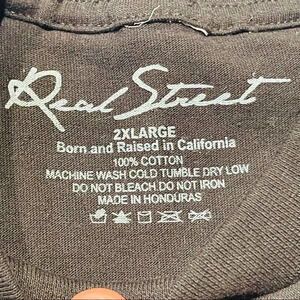 Real Street
2XLARGE
Born and Raised in California
100% COTTON
MACHINE WASH COLD TUMBLE DRY LOW
DO NOT BLEACH DO NOT IRON
MADE IN HONDURAS